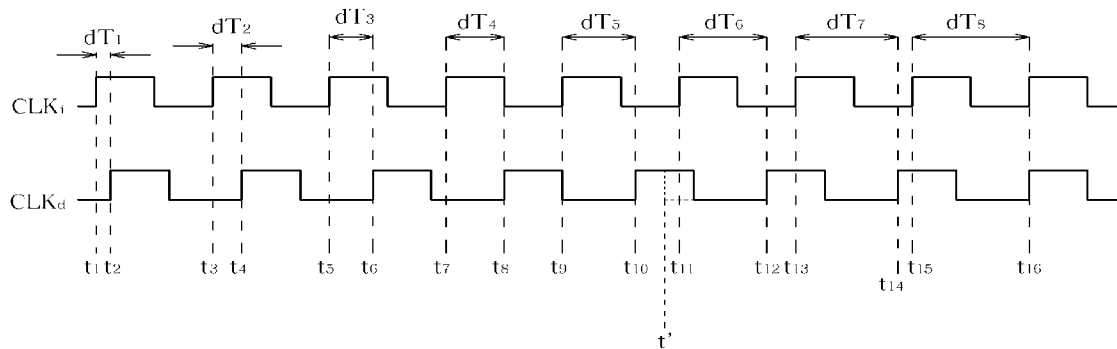 dT₁ dT₂ dT₃ dT₄ dT₅ dT₆ dT₇ dT₈
CLKᵢ
CLK_d
t₁ t₂ t₃ t₄ t₅ t₆ t₇ t₈ t₉ t₁₀ t₁₁ t₁₂ t₁₃ t₁₄ t₁₅ t₁₆
t'